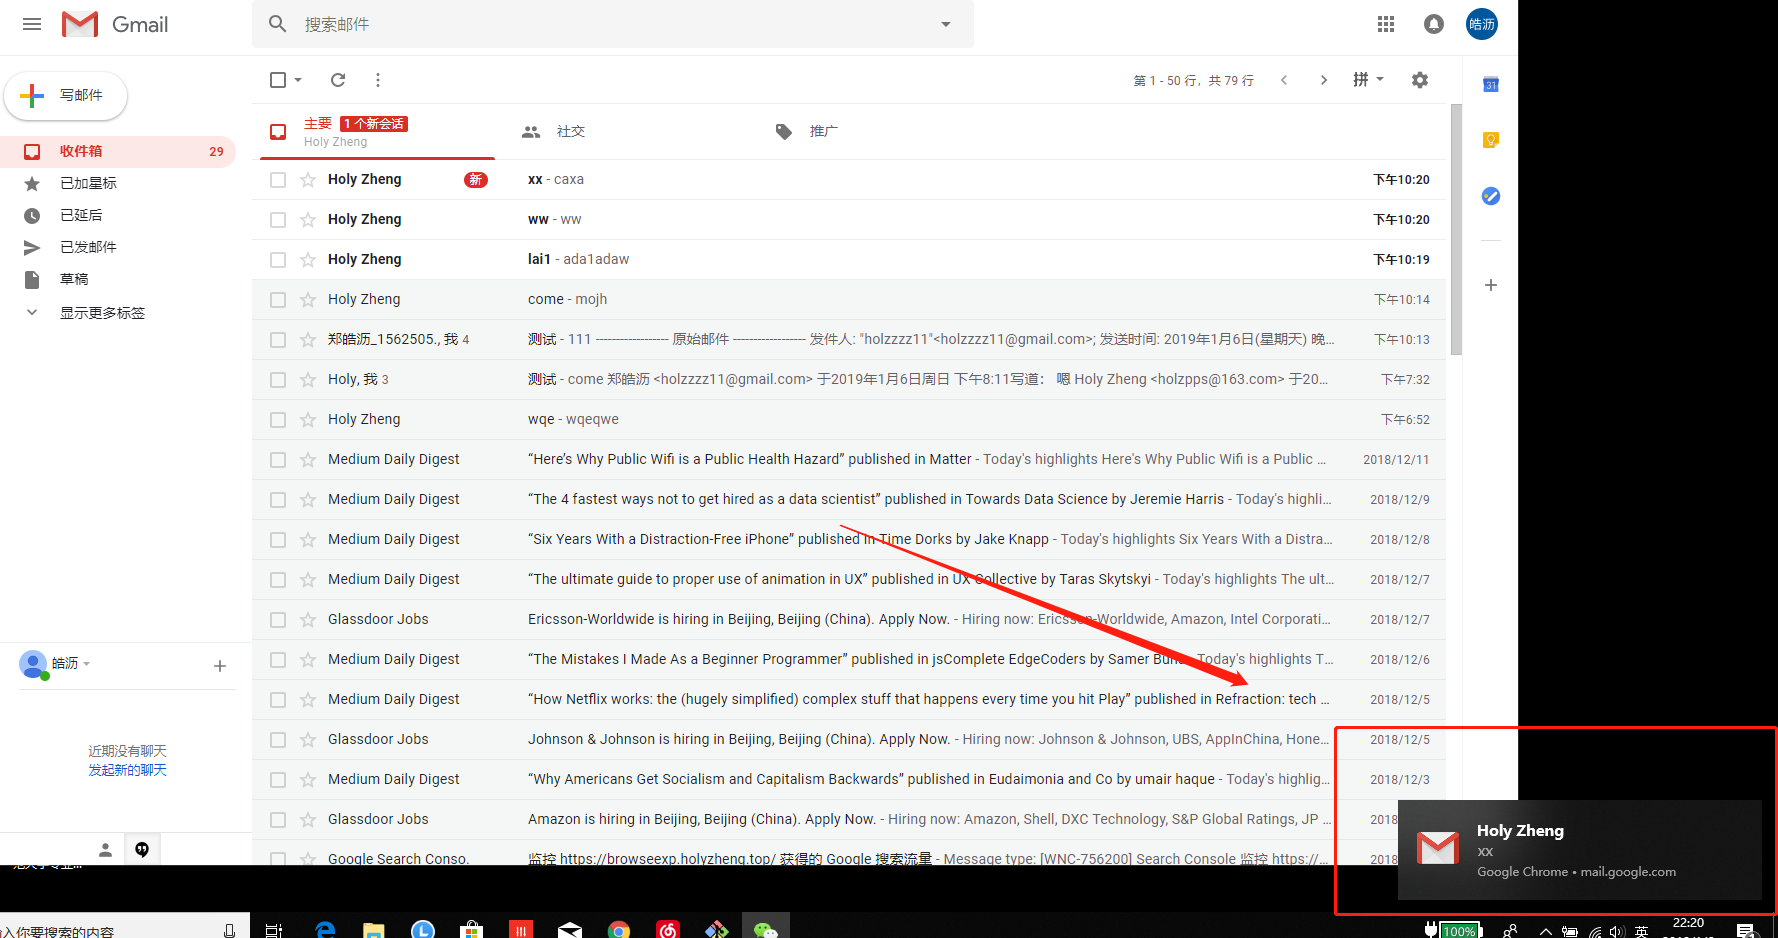 Gmail
搜索邮件
皓沥
写邮件
第 1 - 50 行，共 79 行
拼
31
收件箱 29
已加星标
已延后
已发邮件
草稿
显示更多标签
主要 1 个新会话
Holy Zheng
社交
推广
Holy Zheng 新 xx - caxa 下午10:20
Holy Zheng ww - ww 下午10:20
Holy Zheng lai1 - ada1adaw 下午10:19
Holy Zheng come - mojh 下午10:14
郑皓沥_1562505., 我 4 测试 - 111 ------------------ 原始邮件 ------------------ 发件人: "holzzzz11"<holzzzz11@gmail.com>; 发送时间: 2019年1月6日(星期天) 晚... 下午10:13
Holy, 我 3 测试 - come 郑皓沥 <holzzzz11@gmail.com> 于2019年1月6日周日 下午8:11写道： 嗯 Holy Zheng <holzpps@163.com> 于20... 下午7:32
Holy Zheng wqe - wqeqwe 下午6:52
Medium Daily Digest “Here’s Why Public Wifi is a Public Health Hazard” published in Matter - Today's highlights Here's Why Public Wifi is a Public ... 2018/12/11
Medium Daily Digest “The 4 fastest ways not to get hired as a data scientist” published in Towards Data Science by Jeremie Harris - Today's highli... 2018/12/9
Medium Daily Digest “Six Years With a Distraction-Free iPhone” published in Time Dorks by Jake Knapp - Today's highlights Six Years With a Distra... 2018/12/8
Medium Daily Digest “The ultimate guide to proper use of animation in UX” published in UX Collective by Taras Skytskyi - Today's highlights The ult... 2018/12/7
Glassdoor Jobs Ericsson-Worldwide is hiring in Beijing, Beijing (China). Apply Now. - Hiring now: Ericsson-Worldwide, Amazon, Intel Corporati... 2018/12/7
Medium Daily Digest “The Mistakes I Made As a Beginner Programmer” published in jsComplete EdgeCoders by Samer Buna - Today's highlights T... 2018/12/6
Medium Daily Digest “How Netflix works: the (hugely simplified) complex stuff that happens every time you hit Play” published in Refraction: tech ... 2018/12/5
Glassdoor Jobs Johnson & Johnson is hiring in Beijing, Beijing (China). Apply Now. - Hiring now: Johnson & Johnson, UBS, AppInChina, Hone... 2018/12/5
Medium Daily Digest “Why Americans Get Socialism and Capitalism Backwards” published in Eudaimonia and Co by umair haque - Today's highlig... 2018/12/3
Glassdoor Jobs Amazon is hiring in Beijing, Beijing (China). Apply Now. - Hiring now: Amazon, Shell, DXC Technology, S&P Global Ratings, JP ... 2018
Google Search Conso. 监控 https://browseexp.holyzheng.top/ 获得的 Google 搜索流量 - Message type: [WNC-756200] Search Console 监控 https://... 2018
皓沥
近期没有聊天
发起新的聊天
Holy Zheng
xx
Google Chrome • mail.google.com
入你要搜索的内容
100%
英
22:20